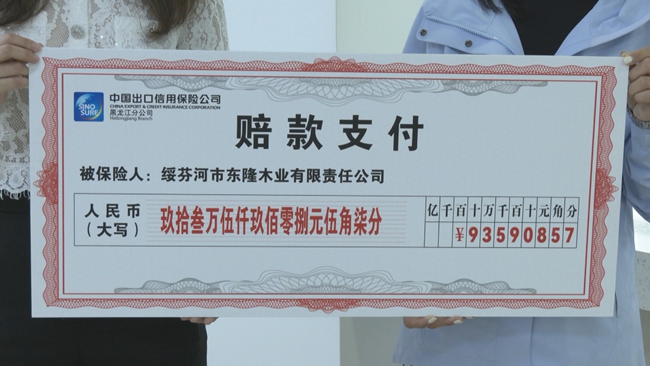 SINO
SURE
中国出口信用保险公司
CHINA EXPORT & CREDIT INSURANCE CORPORATION
黑龙江分公司
Heilongjiang Branch
赔款支付
被保险人：绥芬河市东隆木业有限责任公司
人民币
（大写）
玖拾叁万伍仟玖佰零捌元伍角柒分
亿千百十万千百十元角分
¥93590857